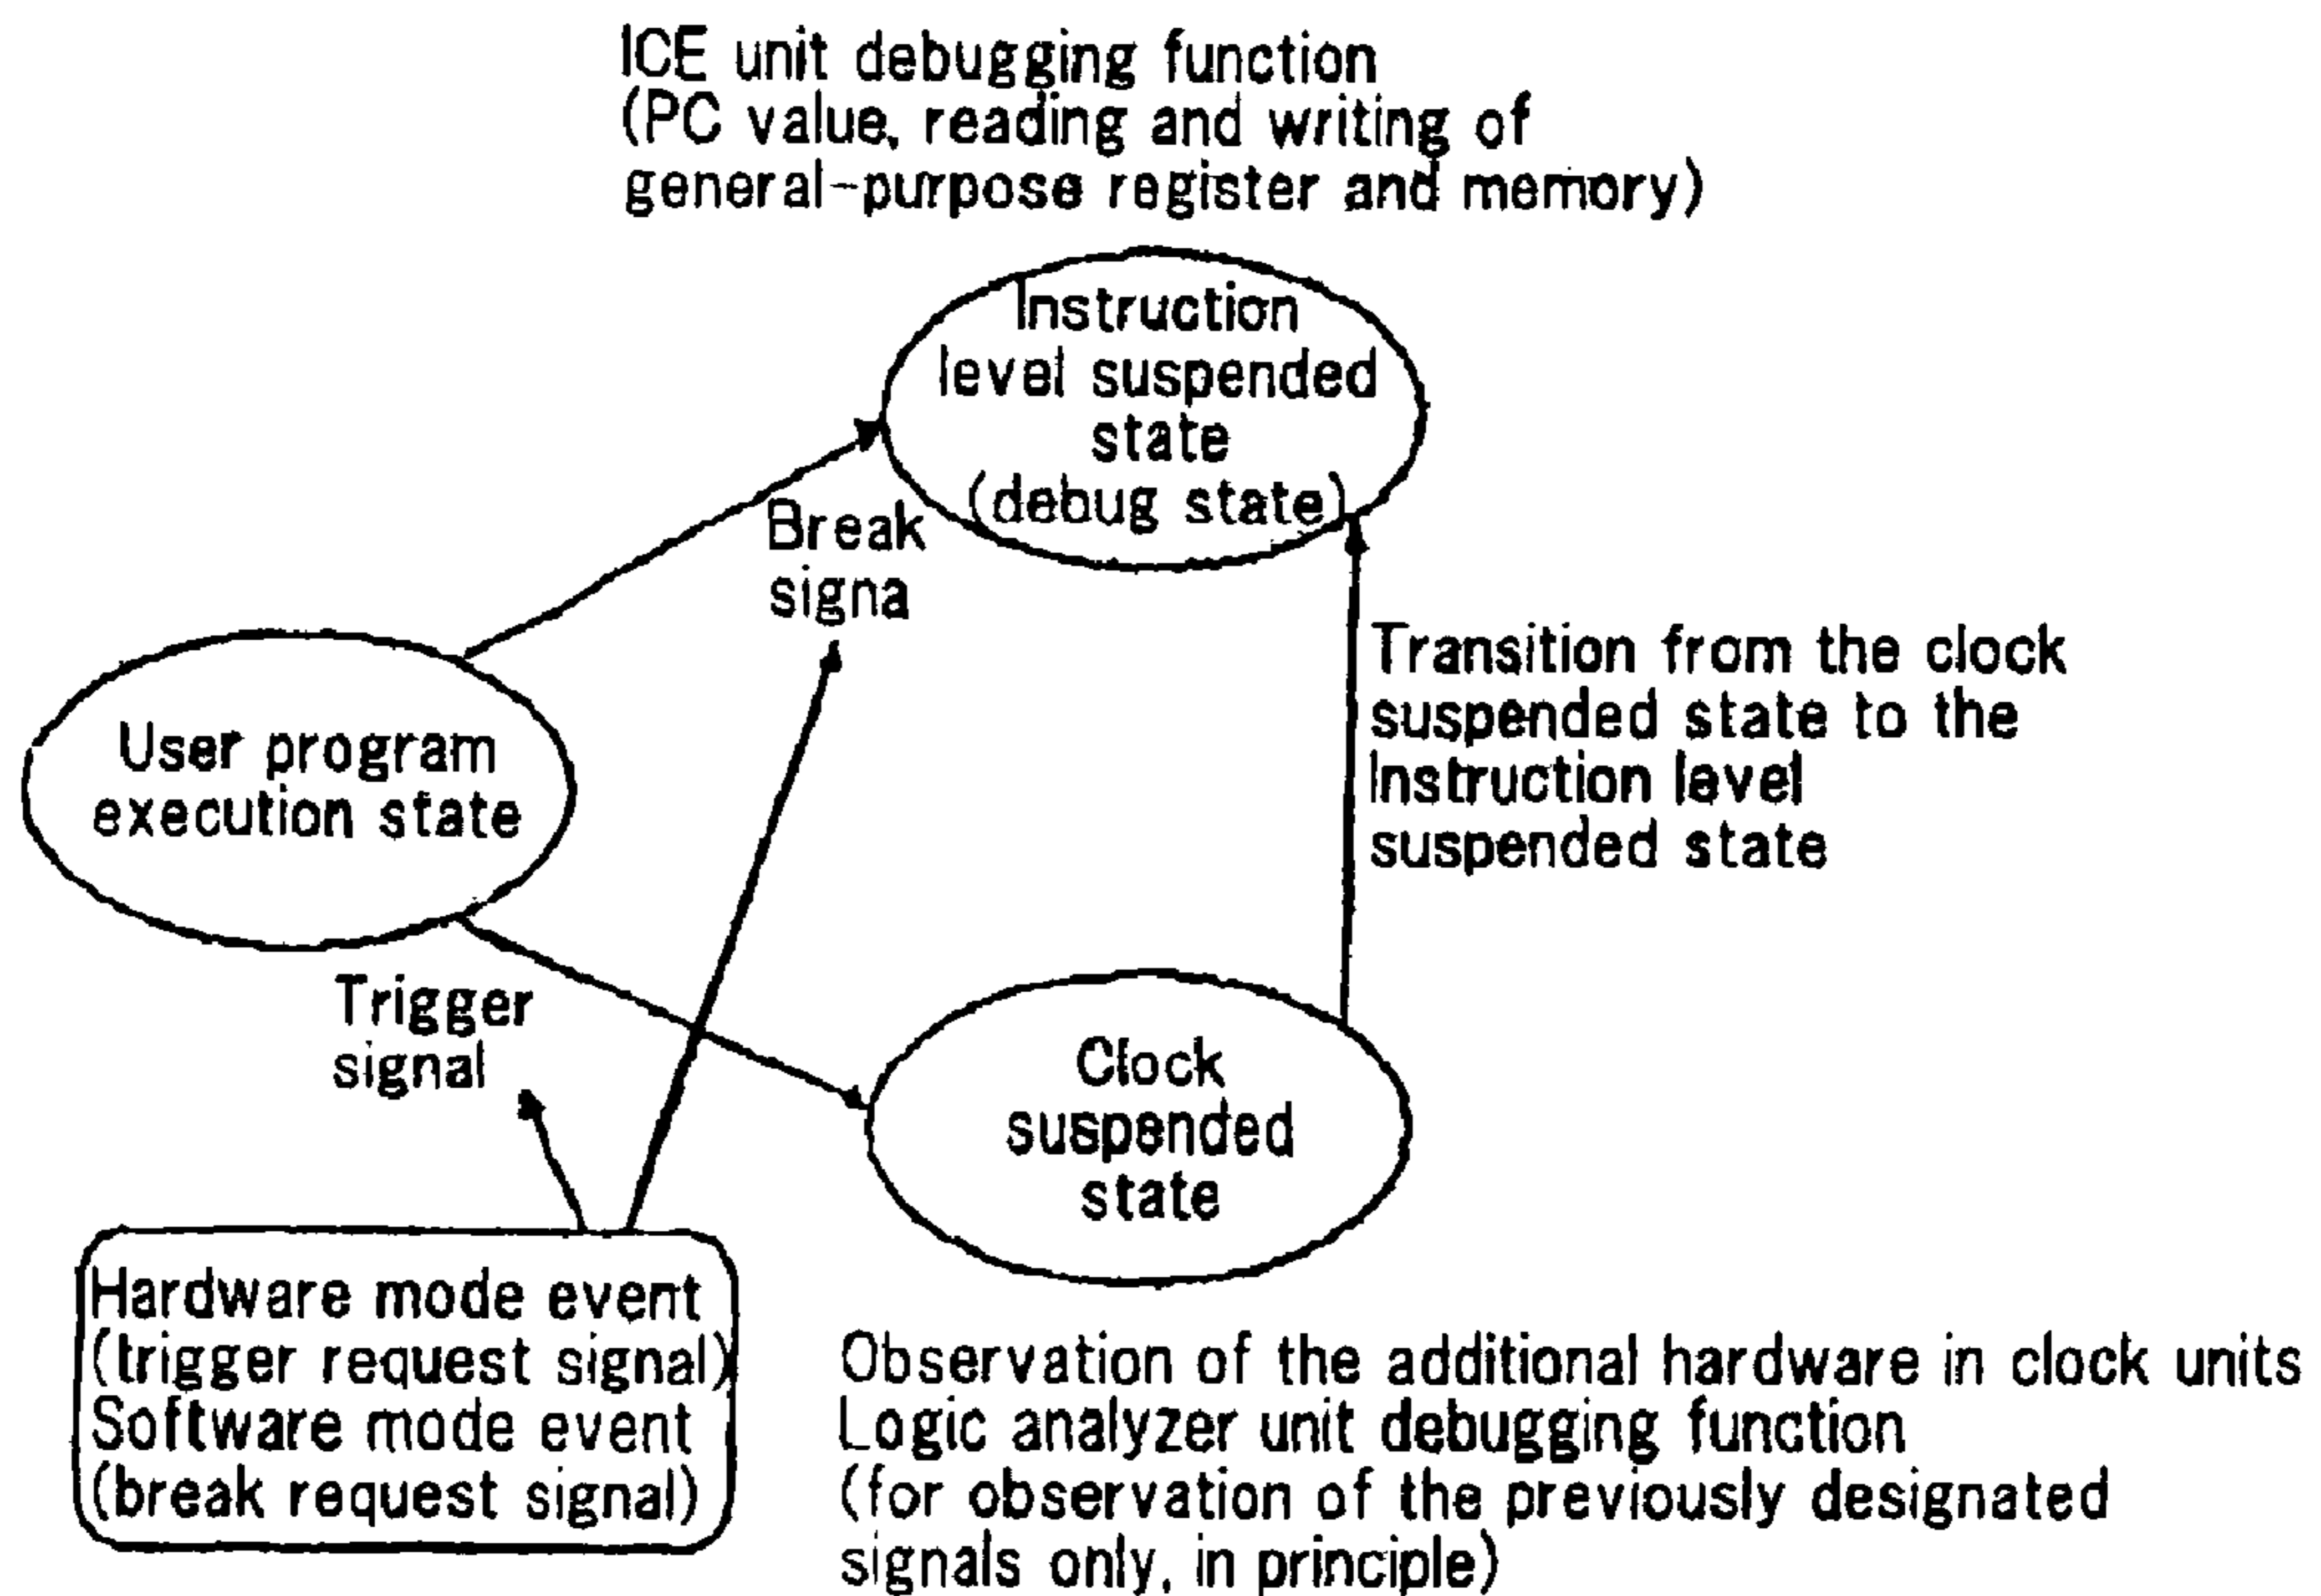 ICE unit debugging function
(PC value, reading and writing of
general-purpose register and memory)
Instruction
level suspended
state
(debug state)
Break
signa
User program
execution state
Transition from the clock
suspended state to the
Instruction level
suspended state
Trigger
signal
Clock
suspended
state
Hardware mode event
(trigger request signal)
Software mode event
(break request signal)
Observation of the additional hardware in clock units
Logic analyzer unit debugging function
(for observation of the previously designated
signals only, in principle)